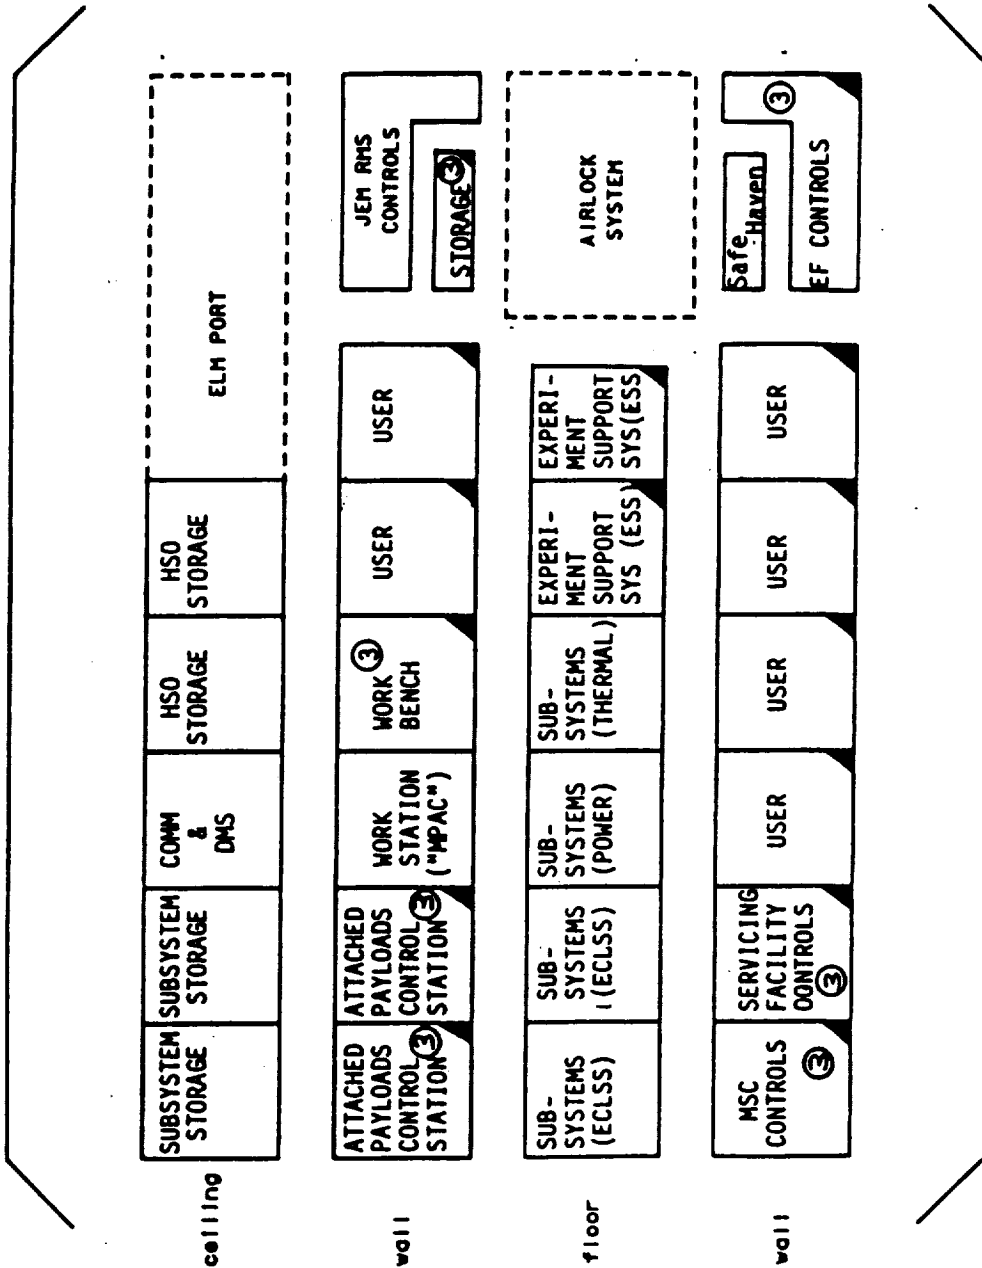 ceiling
SUBSYSTEM
STORAGE
SUBSYSTEM
STORAGE
COMM
&
DMS
HSO
STORAGE
HSO
STORAGE
ELM PORT
wall
ATTACHED
PAYLOADS
CONTROL ③
STATION
ATTACHED
PAYLOADS
CONTROL ③
STATION
WORK
STATION
("MPAC")
WORK ③
BENCH
USER
USER
JEM RMS
CONTROLS
STORAGE ③
floor
SUB-
SYSTEMS
(ECLSS)
SUB-
SYSTEMS
(ECLSS)
SUB-
SYSTEMS
(POWER)
SUB-
SYSTEMS
(THERMAL)
EXPERI-
MENT
SUPPORT
SYS (ESS)
EXPERI-
MENT
SUPPORT
SYS(ESS
AIRLOCK
SYSTEM
wall
MSC
CONTROLS
③
SERVICING
FACILITY
OONTROLS
③
USER
USER
USER
USER
Safe
Haven
③
EF CONTROLS